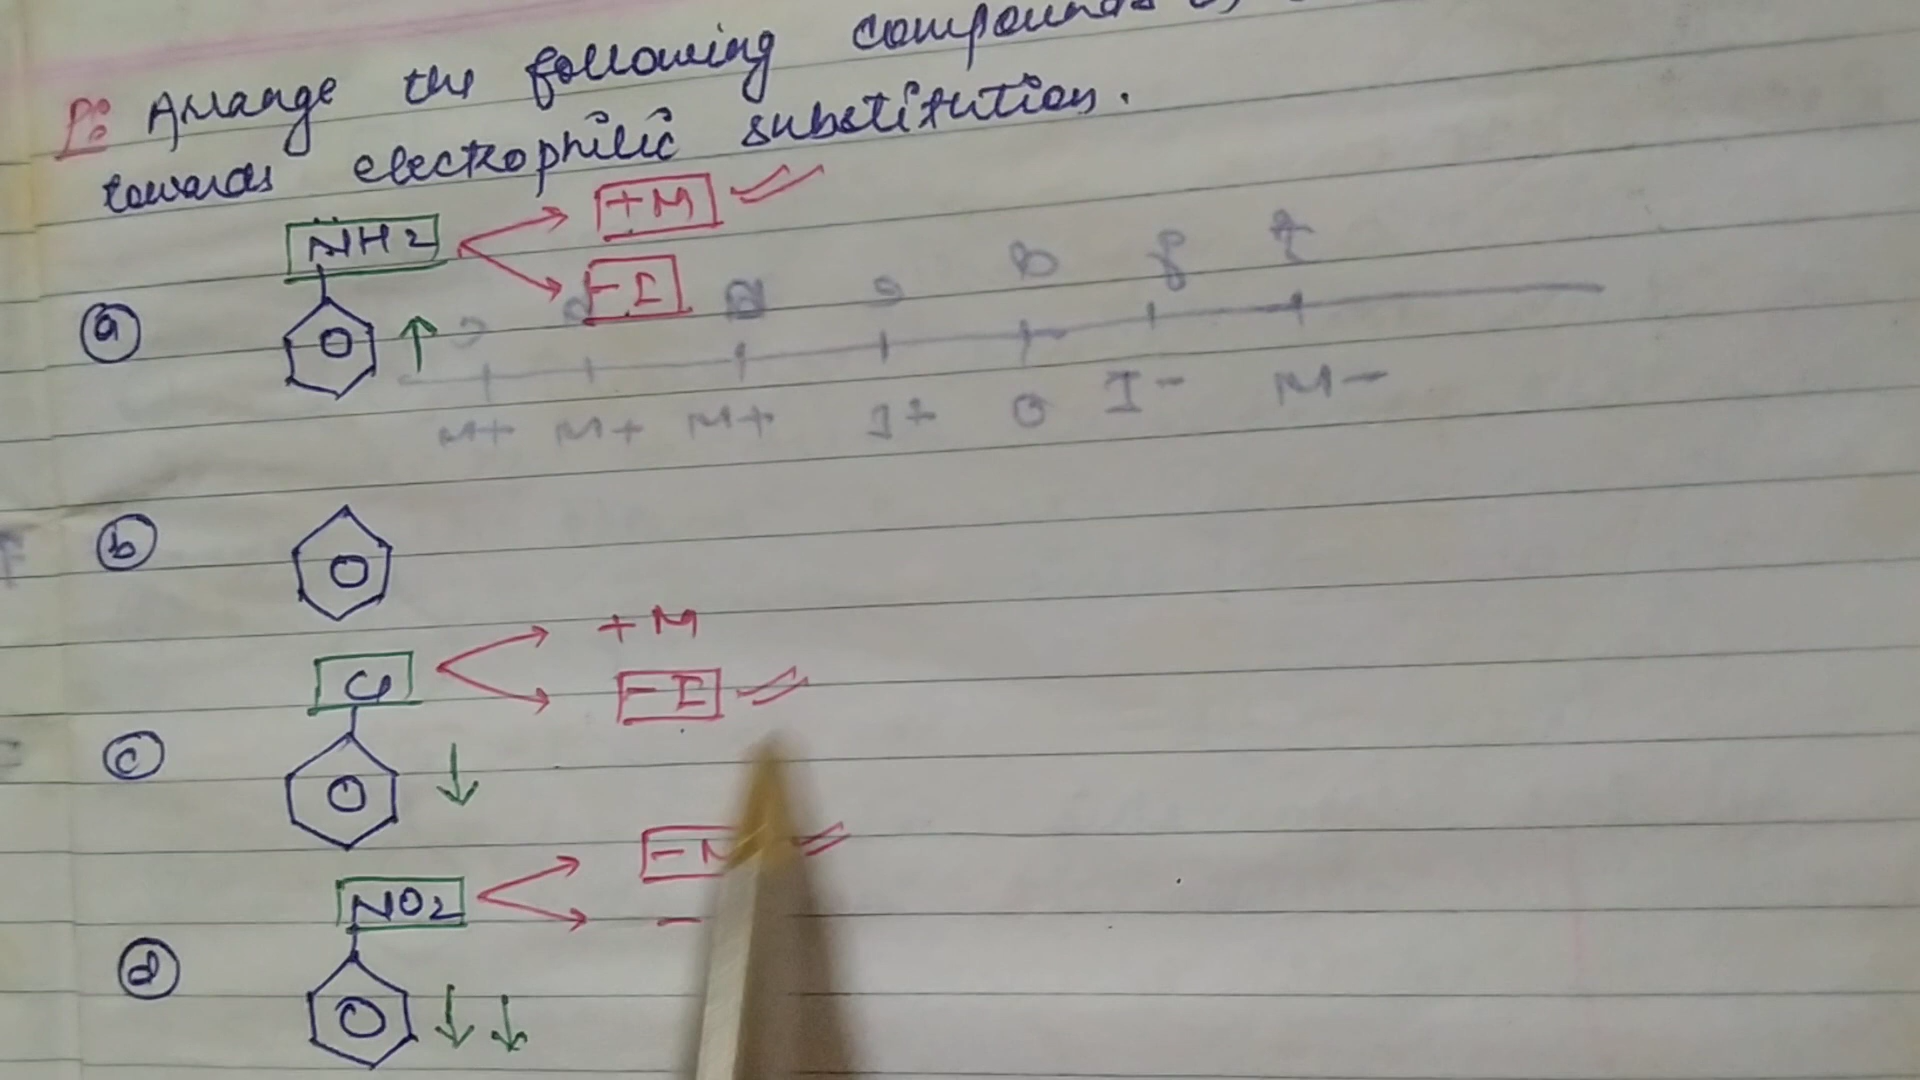 P: Arrange the following compounds
towards electrophilic substitution.
NH2 +M
-I
(a)
(b)
Cl +M
-I
(c)
NO2 -M
-
(d)